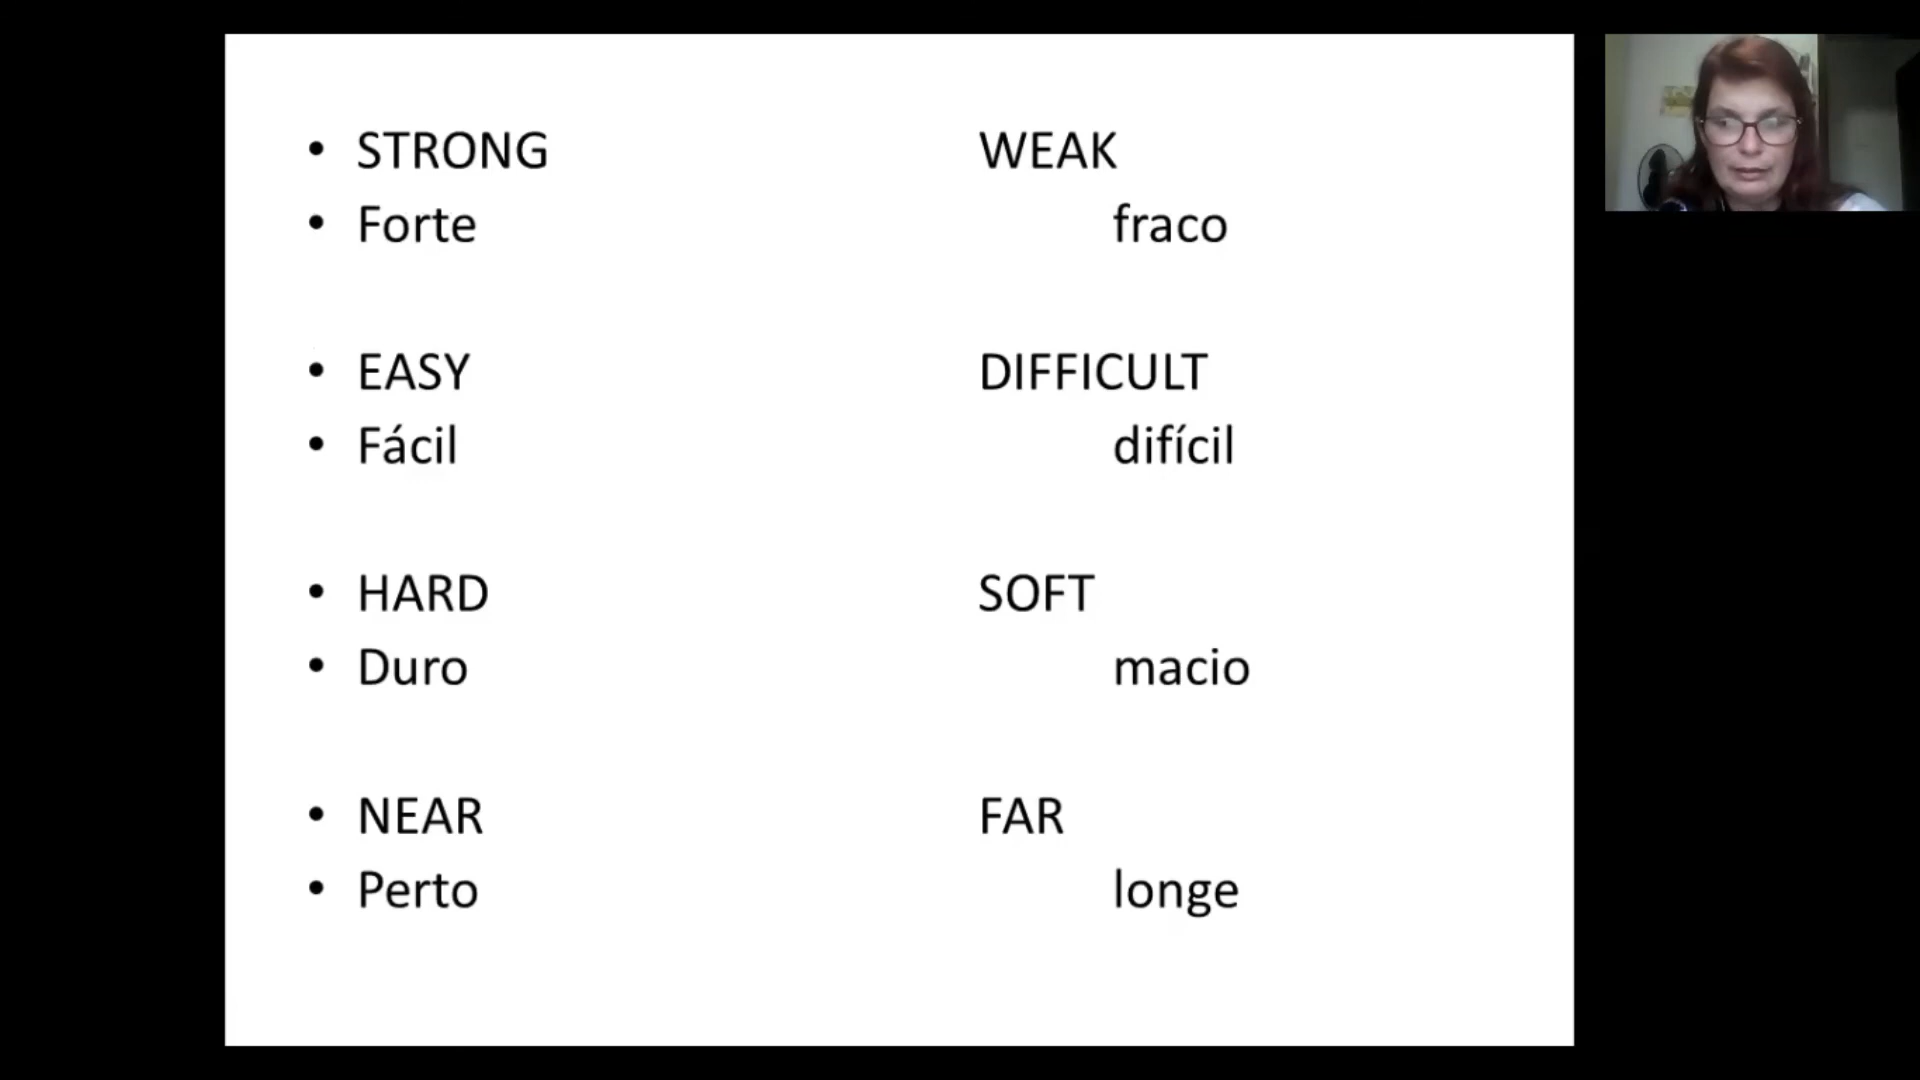 • STRONG WEAK
• Forte fraco
• EASY DIFFICULT
• Fácil difícil
• HARD SOFT
• Duro macio
• NEAR FAR
• Perto longe